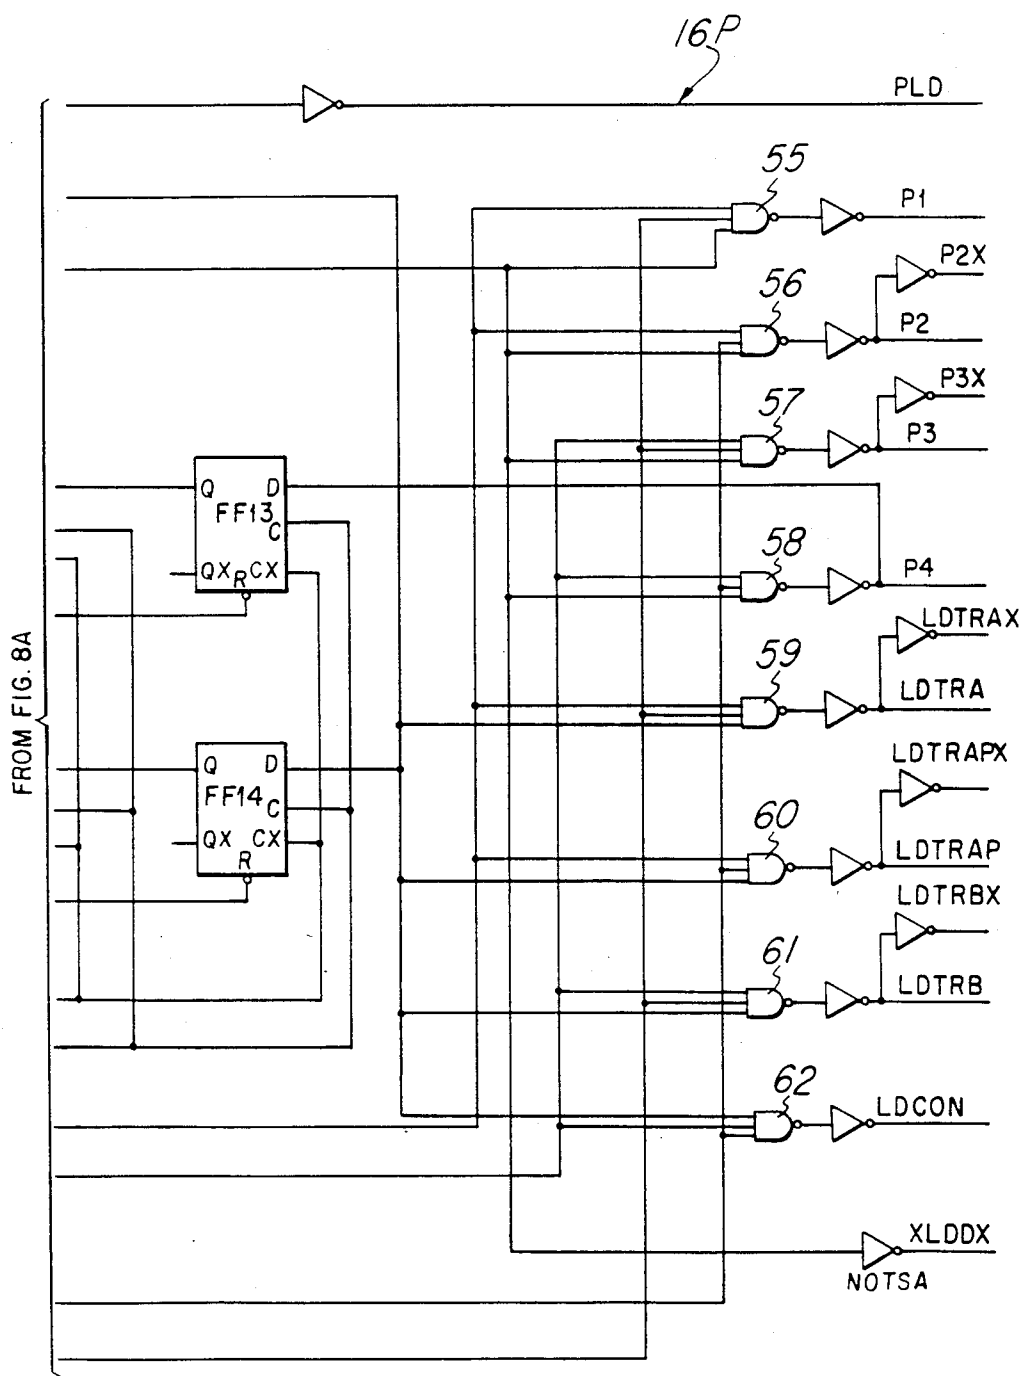 16P
PLD
55
P1
P2X
56
P2
P3X
57
P3
Q D
FF13
C
QX R CX
58
P4
LDTRAX
59
LDTRA
FROM FIG. 8A
Q D
FF14 C
QX CX
R
LDTRAPX
60
LDTRAP
LDTRBX
61
LDTRB
62
LDCON
XLDDX
NOTSA